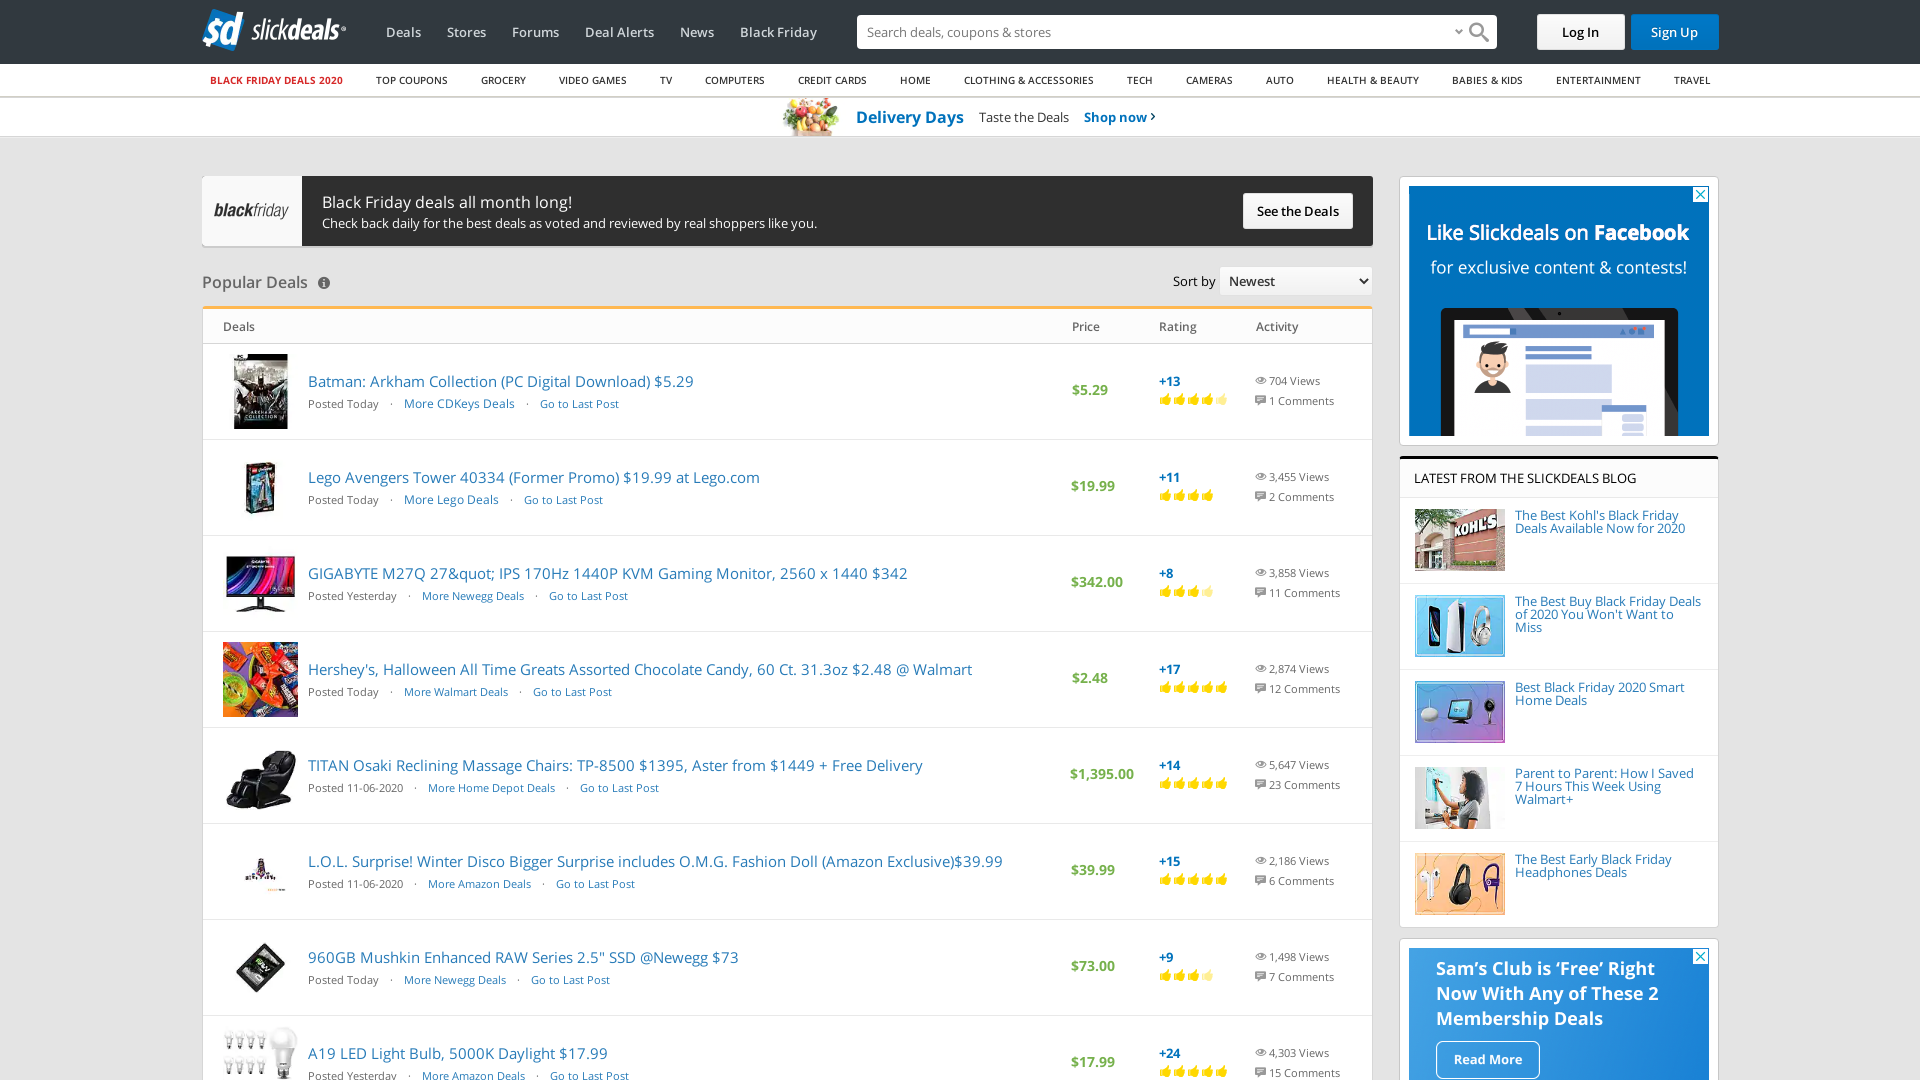 sd slickdeals
Deals Stores Forums Deal Alerts News Black Friday
Search deals, coupons & stores
Log In Sign Up
BLACK FRIDAY DEALS 2020 TOP COUPONS GROCERY VIDEO GAMES TV COMPUTERS CREDIT CARDS HOME CLOTHING & ACCESSORIES TECH CAMERAS AUTO HEALTH & BEAUTY BABIES & KIDS ENTERTAINMENT TRAVEL
Delivery Days Taste the Deals Shop now
blackfriday
Black Friday deals all month long!
Check back daily for the best deals as voted and reviewed by real shoppers like you.
See the Deals
Popular Deals
Sort by Newest
Deals Price Rating Activity
Batman: Arkham Collection (PC Digital Download) $5.29
Posted Today · More CDKeys Deals · Go to Last Post
$5.29
+13
704 Views
1 Comments
Lego Avengers Tower 40334 (Former Promo) $19.99 at Lego.com
Posted Today · More Lego Deals · Go to Last Post
$19.99
+11
3,455 Views
2 Comments
GIGABYTE M27Q 27&quot; IPS 170Hz 1440P KVM Gaming Monitor, 2560 x 1440 $342
Posted Yesterday · More Newegg Deals · Go to Last Post
$342.00
+8
3,858 Views
11 Comments
Hershey's, Halloween All Time Greats Assorted Chocolate Candy, 60 Ct. 31.3oz $2.48 @ Walmart
Posted Today · More Walmart Deals · Go to Last Post
$2.48
+17
2,874 Views
12 Comments
TITAN Osaki Reclining Massage Chairs: TP-8500 $1395, Aster from $1449 + Free Delivery
Posted 11-06-2020 · More Home Depot Deals · Go to Last Post
$1,395.00
+14
5,647 Views
23 Comments
L.O.L. Surprise! Winter Disco Bigger Surprise includes O.M.G. Fashion Doll (Amazon Exclusive)$39.99
Posted 11-06-2020 · More Amazon Deals · Go to Last Post
$39.99
+15
2,186 Views
6 Comments
960GB Mushkin Enhanced RAW Series 2.5" SSD @Newegg $73
Posted Today · More Newegg Deals · Go to Last Post
$73.00
+9
1,498 Views
7 Comments
A19 LED Light Bulb, 5000K Daylight $17.99
Posted Yesterday · More Amazon Deals · Go to Last Post
$17.99
+24
4,303 Views
15 Comments
Like Slickdeals on Facebook
for exclusive content & contests!
LATEST FROM THE SLICKDEALS BLOG
KOHL'S
The Best Kohl's Black Friday
Deals Available Now for 2020
The Best Buy Black Friday Deals
of 2020 You Won't Want to
Miss
Best Black Friday 2020 Smart
Home Deals
Parent to Parent: How I Saved
7 Hours This Week Using
Walmart+
The Best Early Black Friday
Headphones Deals
Sam's Club is ‘Free’ Right
Now With Any of These 2
Membership Deals
Read More